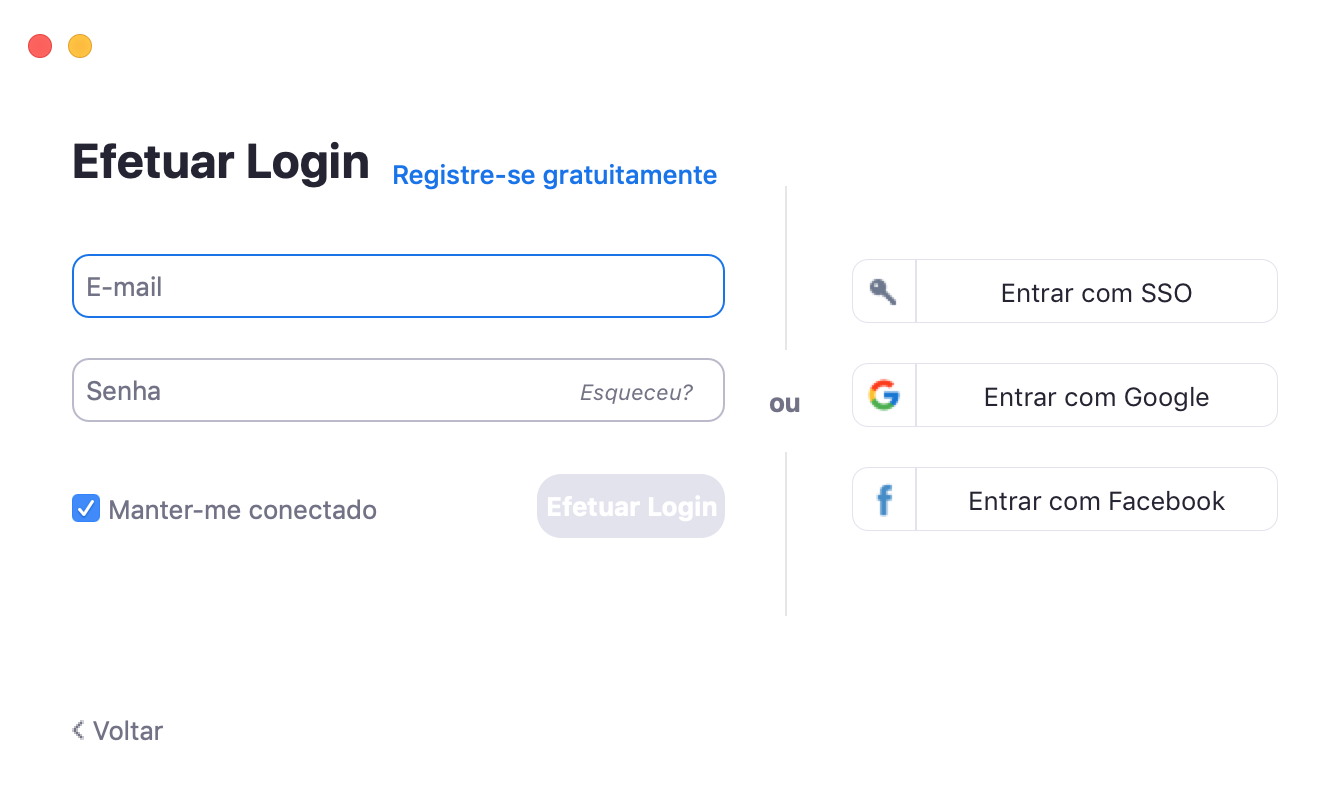 Efetuar Login
Registre-se gratuitamente
E-mail
Senha
Esqueceu?
Manter-me conectado
Efetuar Login
ou
Entrar com SSO
Entrar com Google
Entrar com Facebook
Voltar